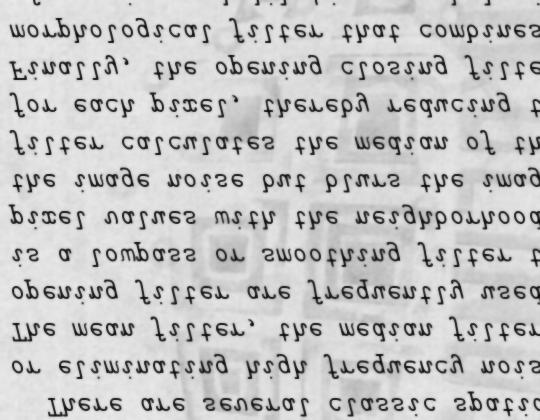 There are several classic spatia
or eliminating high frequency nois
The mean filter, the median filter
opening filter are frequently used
is a lowpass or smoothing filter t
pixel values with the neighborhood
the image noise but blurs the imag
filter calculates the median of th
for each pixel, thereby reducing t
Finally, the opening closing filte
morphological filter that combines